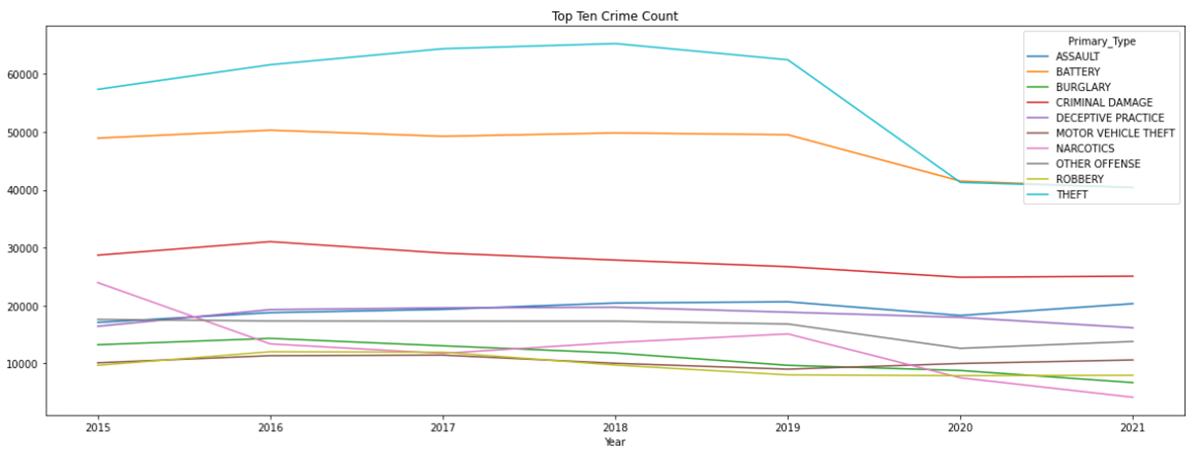 Top Ten Crime Count
Primary_Type
ASSAULT
BATTERY
BURGLARY
CRIMINAL DAMAGE
DECEPTIVE PRACTICE
MOTOR VEHICLE THEFT
NARCOTICS
OTHER OFFENSE
ROBBERY
THEFT
60000
50000
40000
30000
20000
10000
2015 2016 2017 2018 2019 2020 2021
Year